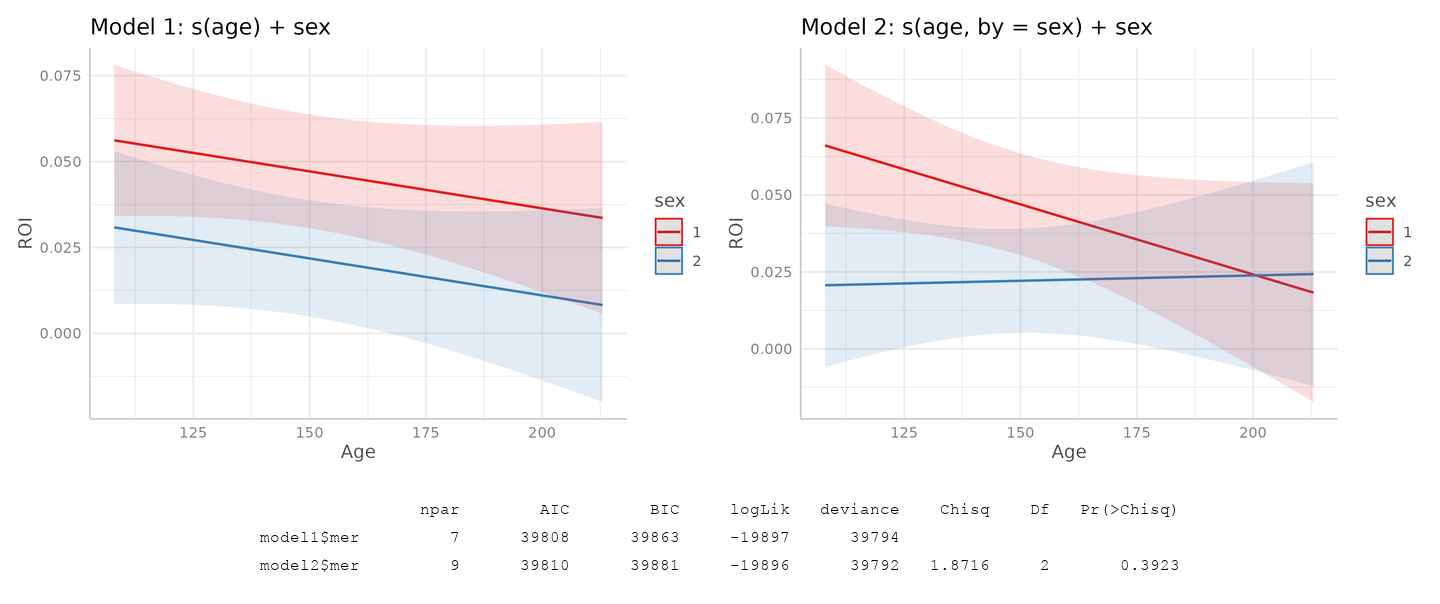 Model 1: s(age) + sex
0.075
0.050
0.025
0.000
ROI
125 150 175 200
Age
sex
1
2
Model 2: s(age, by = sex) + sex
0.075
0.050
0.025
0.000
ROI
125 150 175 200
Age
sex
1
2
npar AIC BIC logLik deviance Chisq Df Pr(>Chisq)
model1$mer 7 39808 39863 -19897 39794
model2$mer 9 39810 39881 -19896 39792 1.8716 2 0.3923